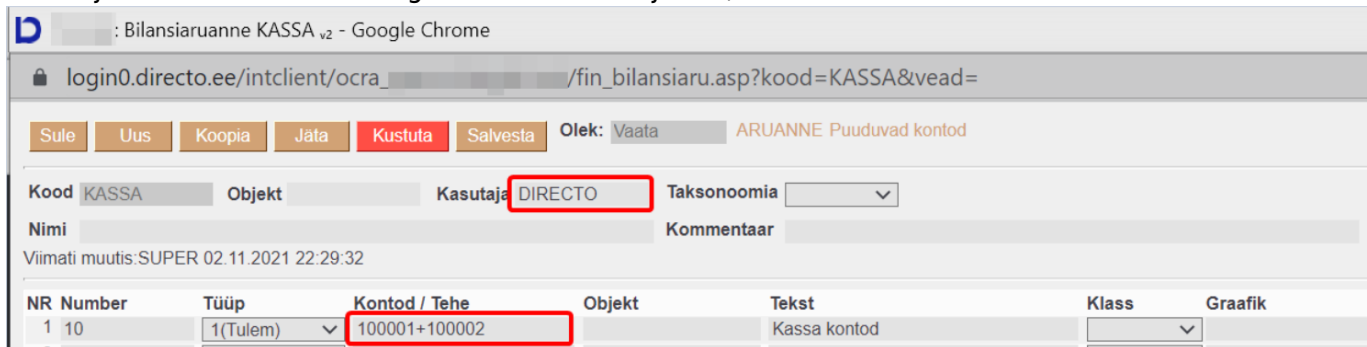 : Bilansiaruanne KASSA v2 - Google Chrome
login0.directo.ee/intclient/ocra_ /fin_bilansiaru.asp?kood=KASSA&vead=
Sule Uus Koopia Jäta Kustuta Salvesta Olek: Vaata ARUANNE Puuduvad kontod
Kood KASSA Objekt Kasutaja DIRECTO Taksonoomia
Nimi Kommentaar
Viimati muutis:SUPER 02.11.2021 22:29:32
NR Number Tüüp Kontod / Tehe Objekt Tekst Klass Graafik
1 10 1(Tulem) 100001+100002 Kassa kontod